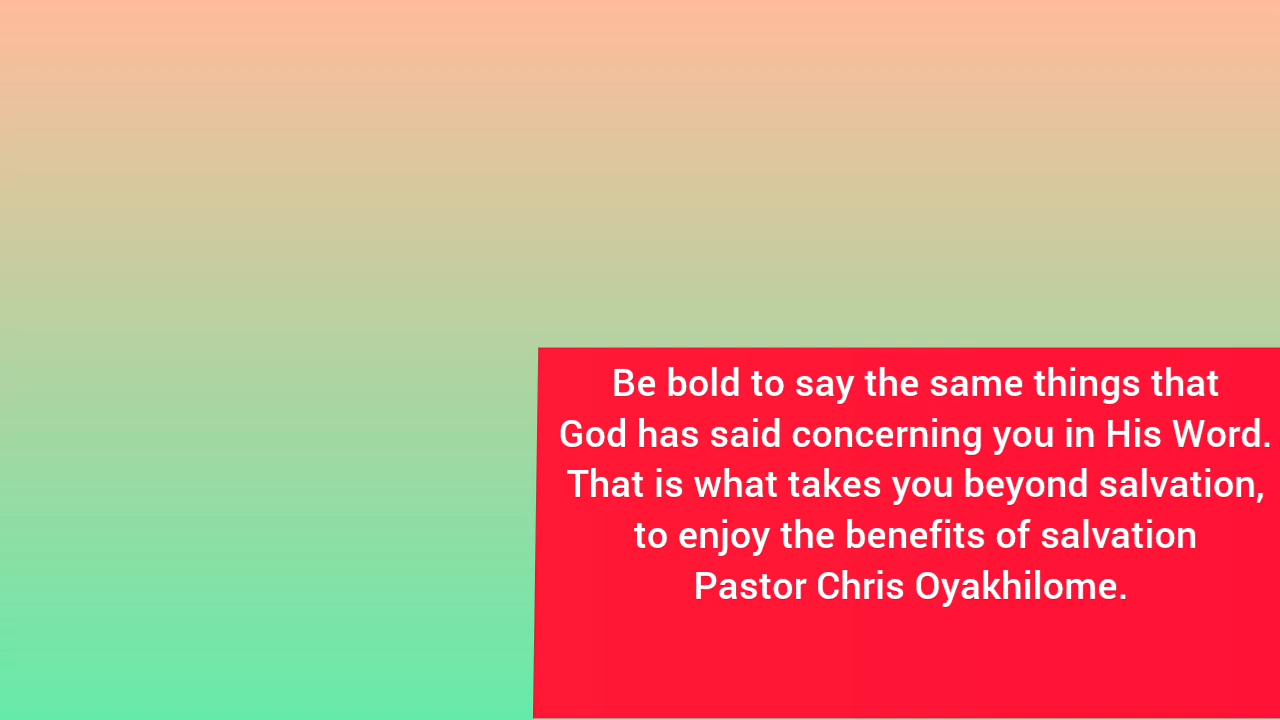 Be bold to say the same things that
God has said concerning you in His Word.
That is what takes you beyond salvation,
to enjoy the benefits of salvation
Pastor Chris Oyakhilome.